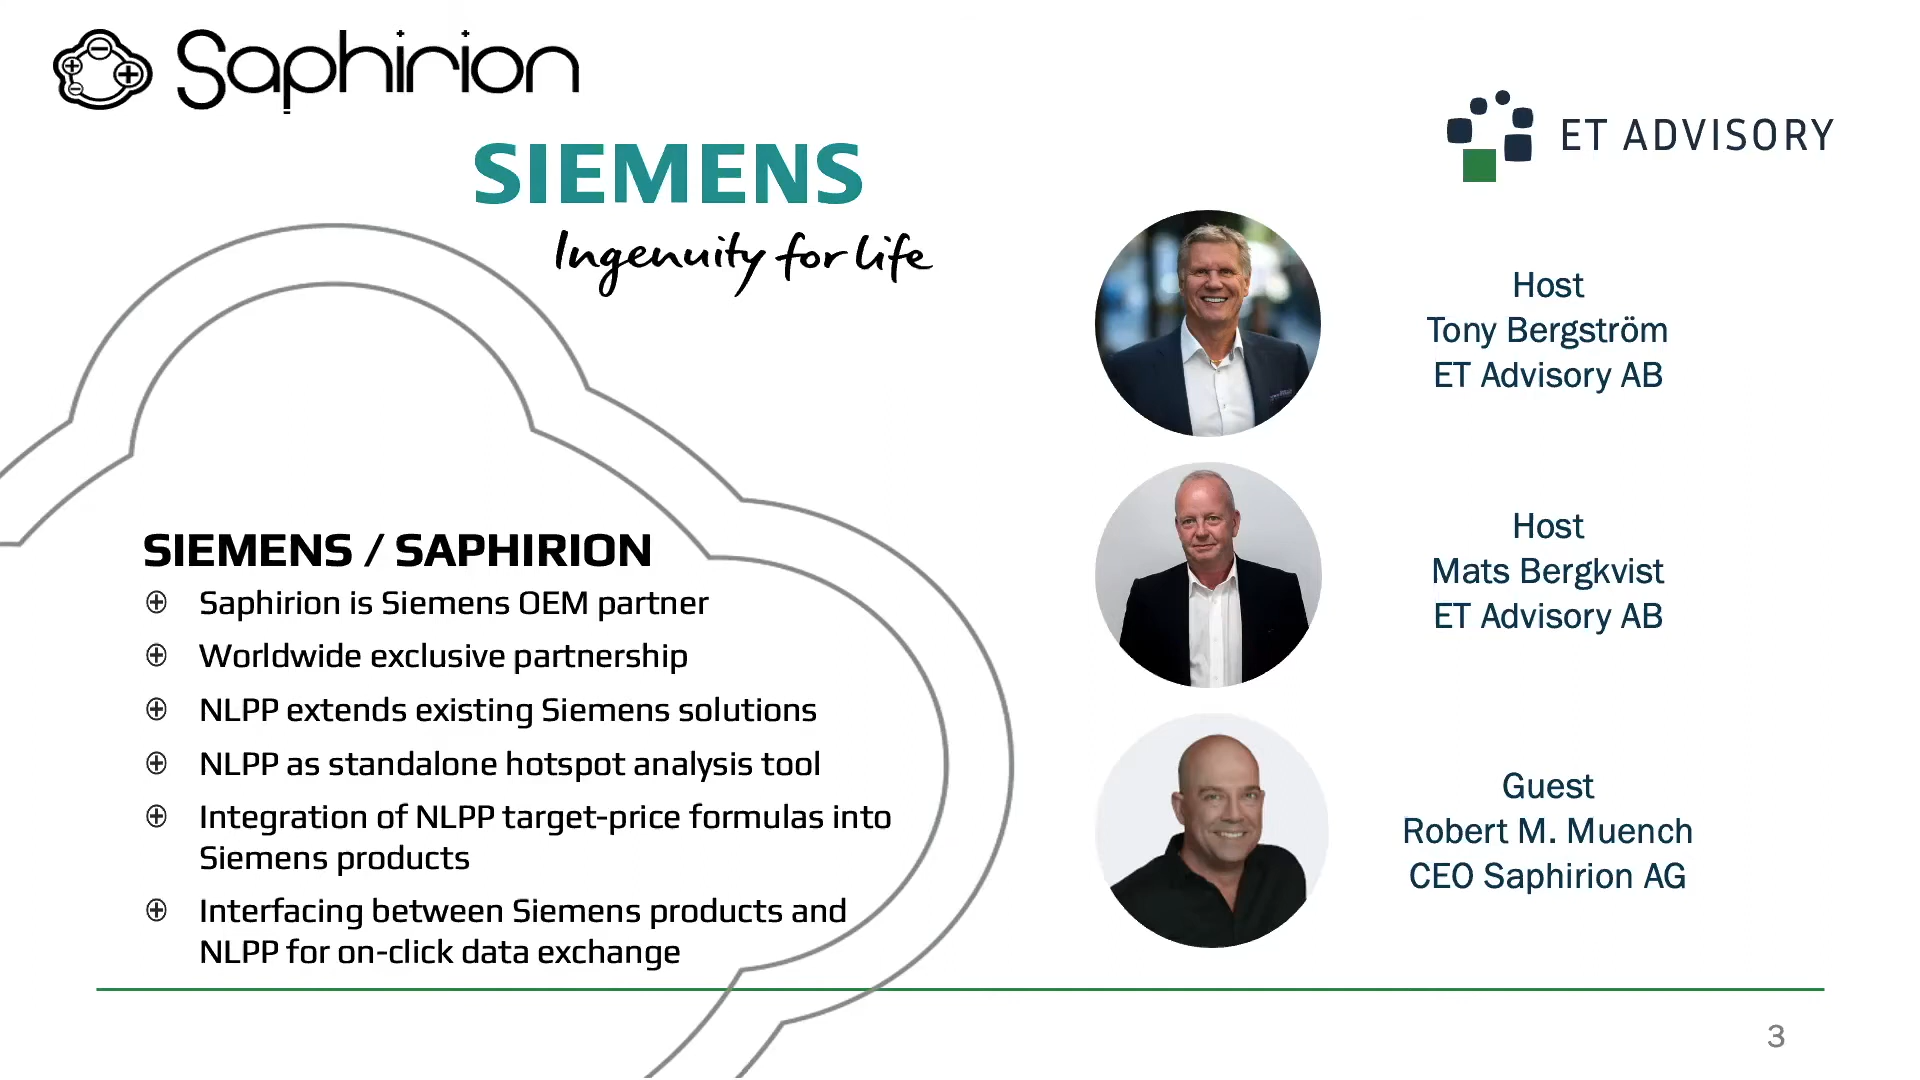 Saphirion
SIEMENS
Ingenuity for life
ET ADVISORY
Host
Tony Bergström
ET Advisory AB
Host
Mats Bergkvist
ET Advisory AB
Guest
Robert M. Muench
CEO Saphirion AG
SIEMENS / SAPHIRION
Saphirion is Siemens OEM partner
Worldwide exclusive partnership
NLPP extends existing Siemens solutions
NLPP as standalone hotspot analysis tool
Integration of NLPP target-price formulas into
Siemens products
Interfacing between Siemens products and
NLPP for on-click data exchange
3